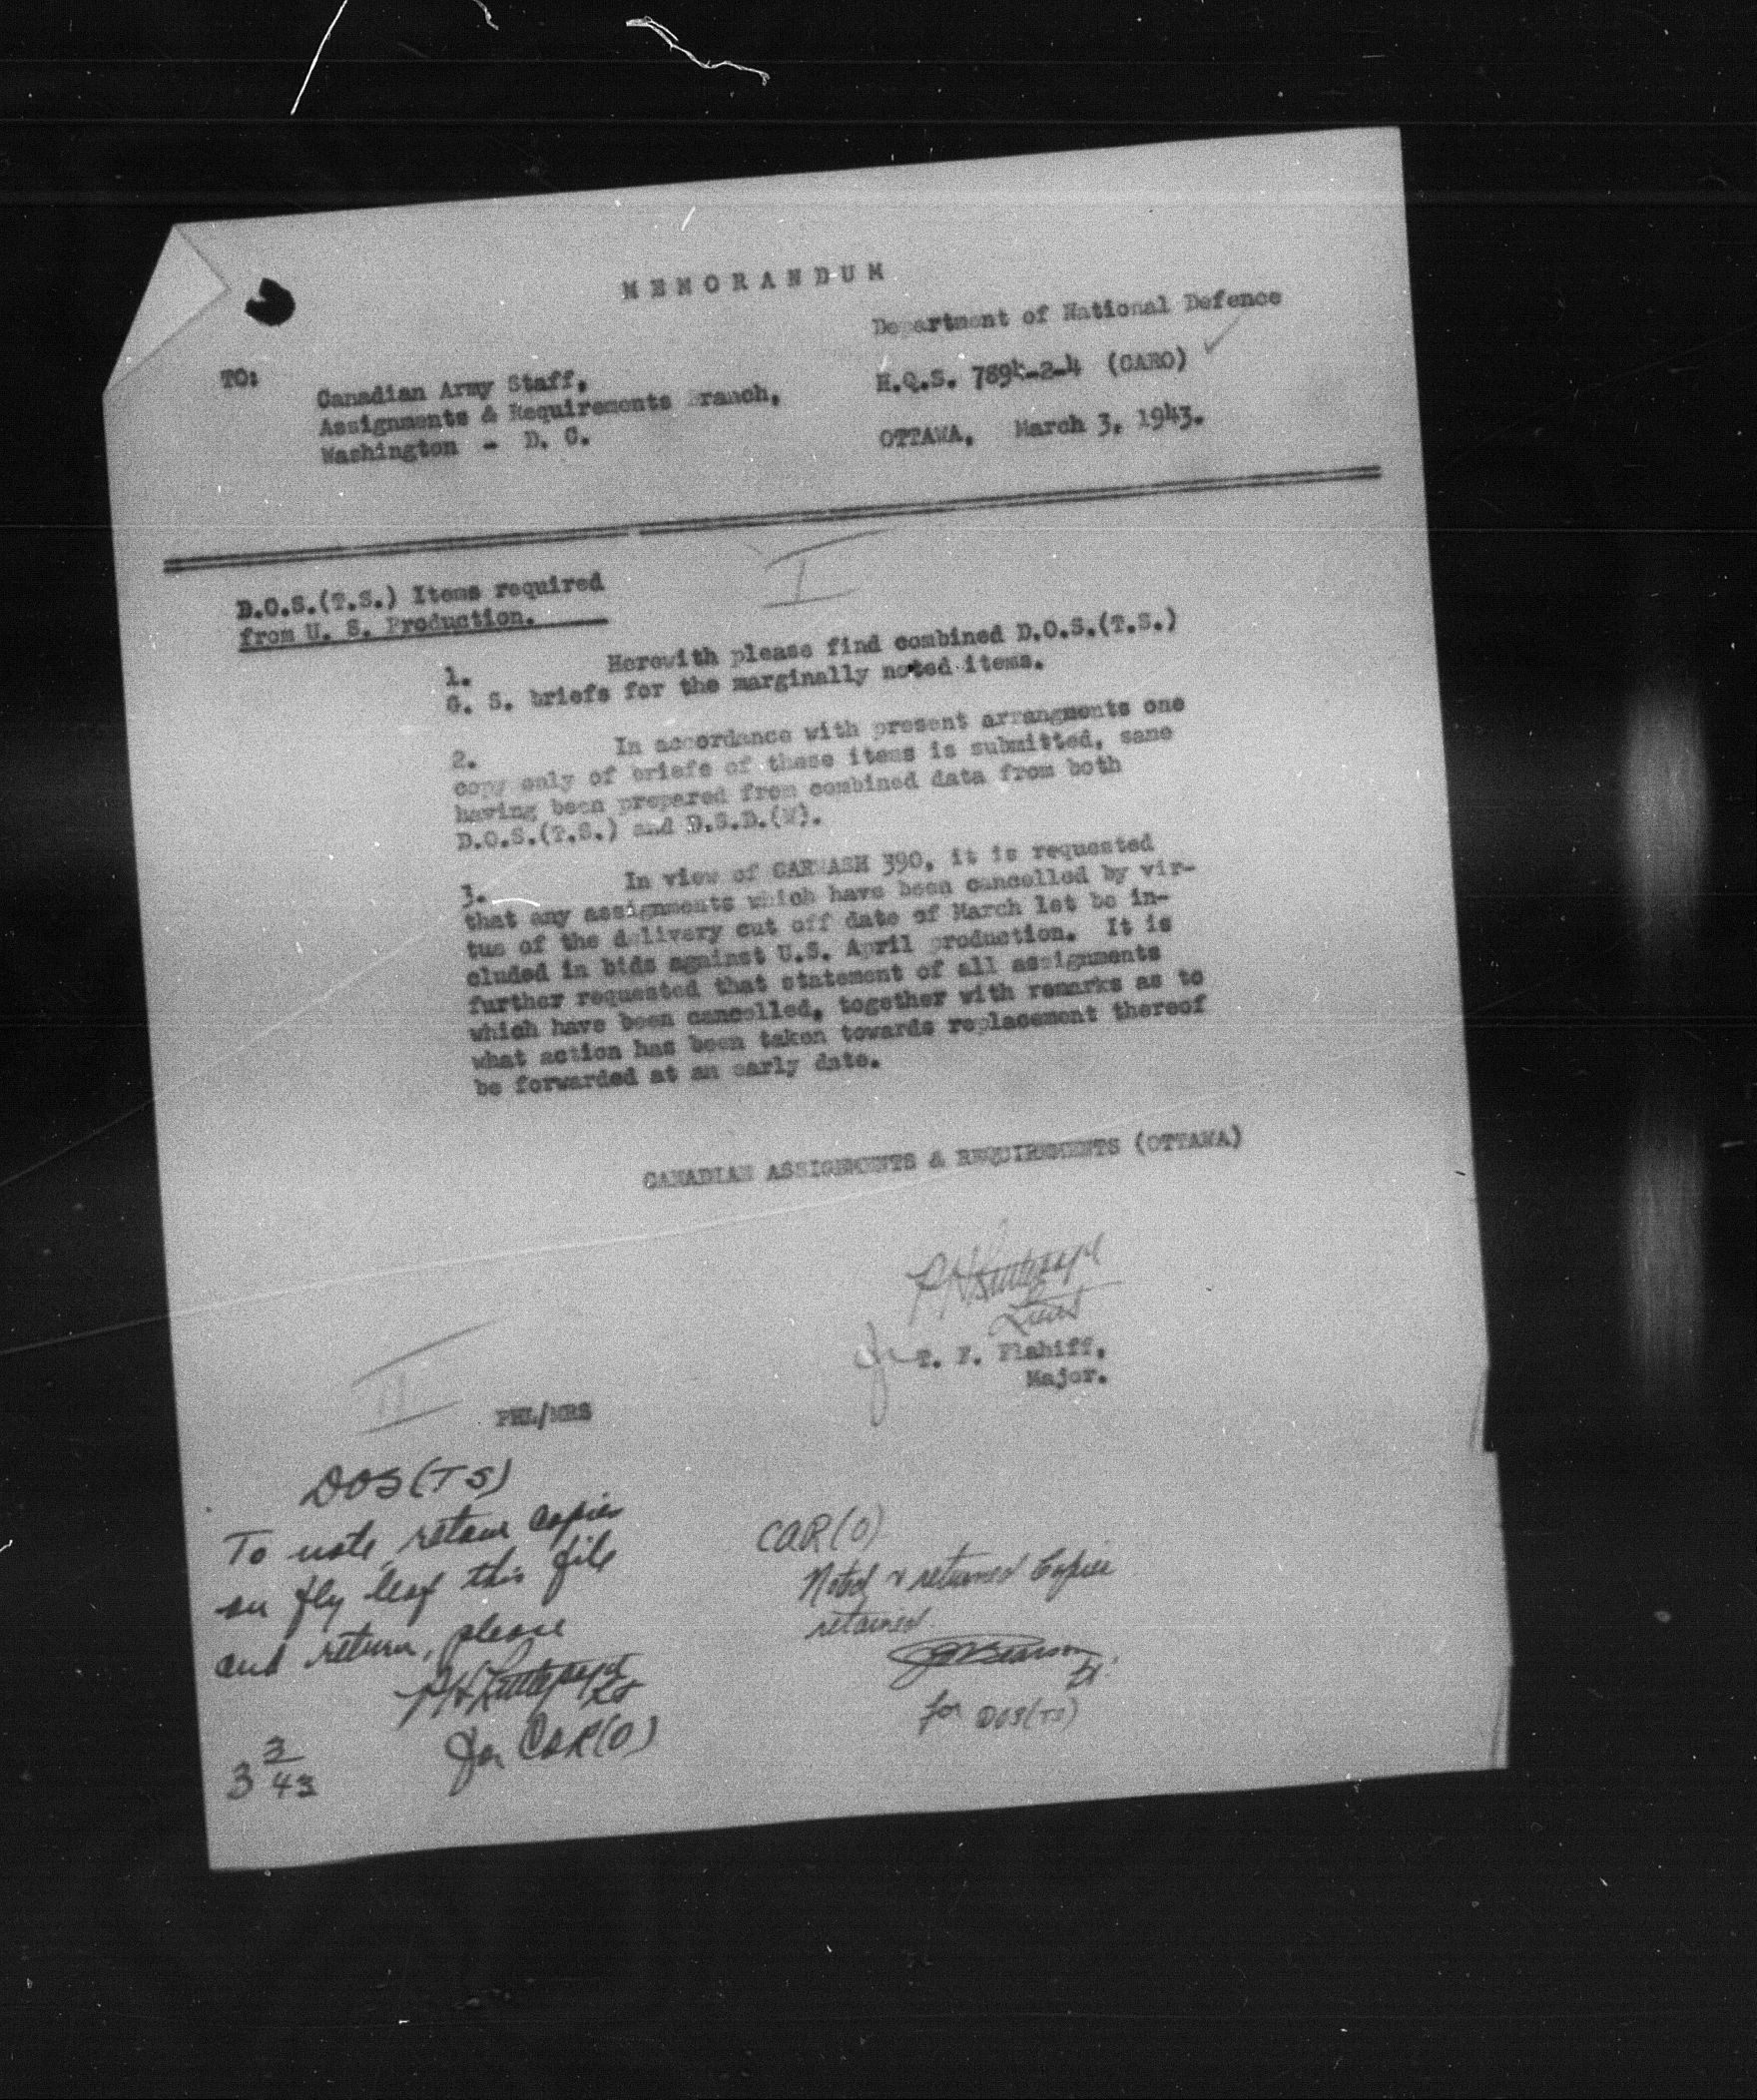 MEMORANDUM
Department of National Defence
TO:
Canadian Army Staff,
Assignments & Requirements Branch,
Washington - D. C.
H.Q.S. 789 -2-4 (CARO)
OTTAWA, March 3, 1943.
I
D.O.S.(T.S.) Items required
from U. S. Production.
1. Herewith please find combined D.O.S.(T.S.)
G. S. briefs for the marginally noted items.
2. In accordance with present arrangments one
copy only of briefs of these items is submitted, same
having been prepared from combined data from both
D.O.S.(T.S.) and D.S.D.(W).
3. In view of CARWASH 390, it is requested
that any assignments which have been cancelled by vir-
tue of the delivery cut off date of March 1st be in-
cluded in bids against U.S. April production. It is
further requested that statement of all assignments
which have been cancelled, together with remarks as to
what action has been taken towards replacement thereof
be forwarded at an early date.
CANADIAN ASSIGNMENTS & REQUIREMENTS (OTTAWA)
Lieut
for T. F. Flahiff,
Major.
II
PHL/MRS
DOS(TS)
To note, retain copies
on fly leaf this file
and return, please
Lt
for CAR(O)
3 3/43
CAR(O)
Noted & returned Copies
retained.
Lt.
for DOS(TS)